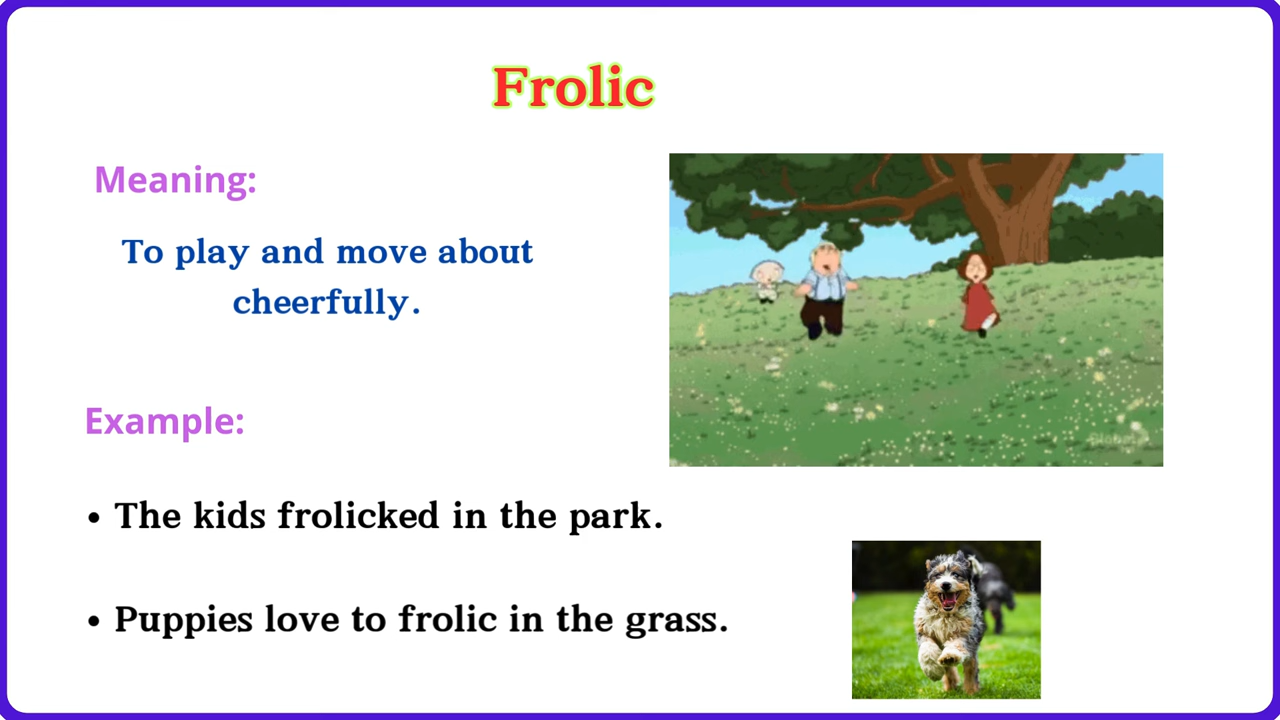 Frolic
Meaning:
To play and move about
cheerfully.
Example:
• The kids frolicked in the park.
• Puppies love to frolic in the grass.